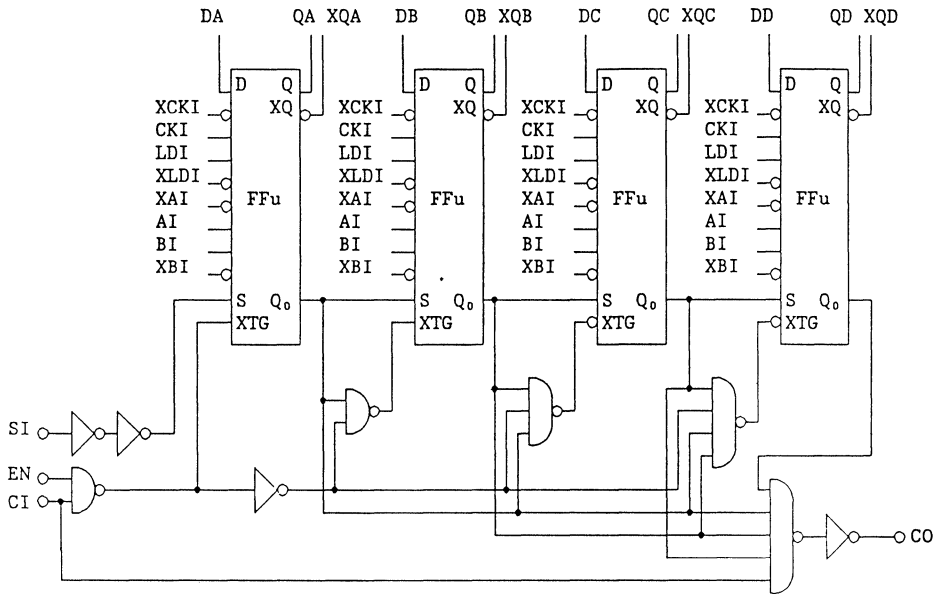 DA QA XQA DB QB XQB DC QC XQC DD QD XQD
D Q D Q D Q D Q
XQ XQ XQ XQ
XCKI XCKI XCKI XCKI
CKI CKI CKI CKI
LDI LDI LDI LDI
XLDI XLDI XLDI XLDI
XAI FFu XAI FFu XAI FFu XAI FFu
AI AI AI AI
BI BI BI BI
XBI XBI XBI XBI
S Q₀ S Q₀ S Q₀ S Q₀
XTG XTG XTG XTG
SI
EN
CI
CO